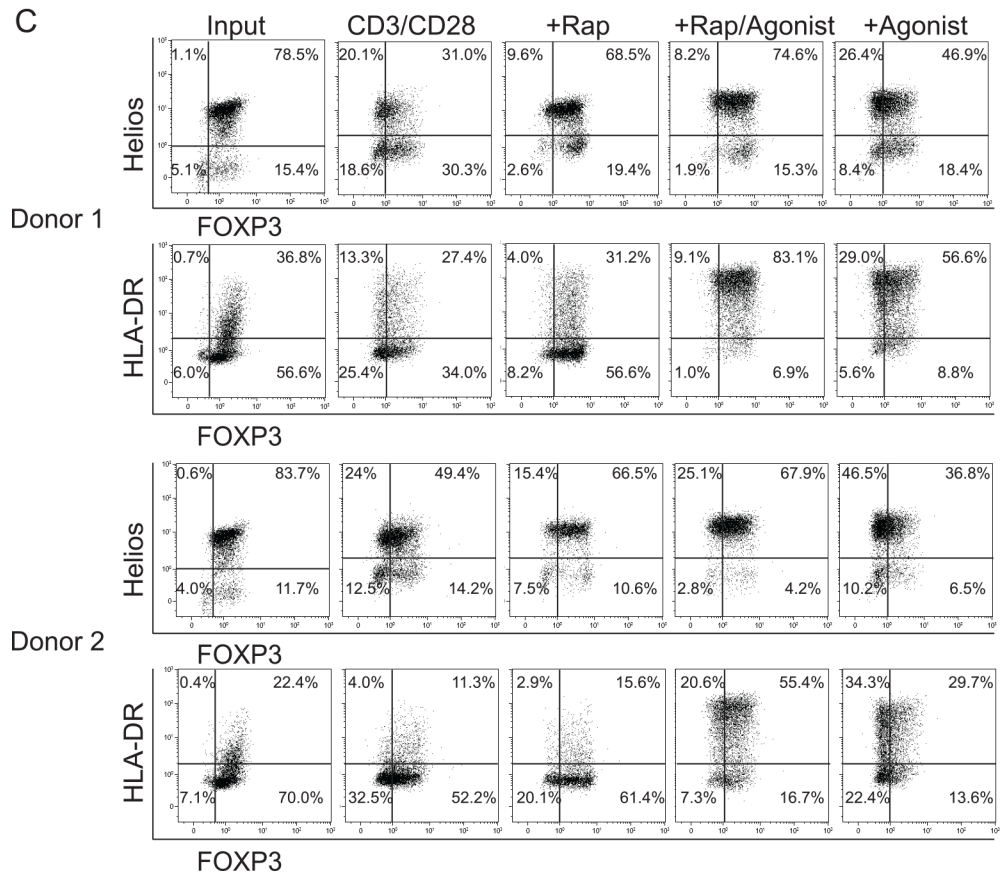 C
Input CD3/CD28 +Rap +Rap/Agonist +Agonist
Donor 1
Helios
1.1% 78.5% 20.1% 31.0% 9.6% 68.5% 8.2% 74.6% 26.4% 46.9%
5.1% 15.4% 18.6% 30.3% 2.6% 19.4% 1.9% 15.3% 8.4% 18.4%
FOXP3
HLA-DR
0.7% 36.8% 13.3% 27.4% 4.0% 31.2% 9.1% 83.1% 29.0% 56.6%
6.0% 56.6% 25.4% 34.0% 8.2% 56.6% 1.0% 6.9% 5.6% 8.8%
FOXP3
Donor 2
Helios
0.6% 83.7% 24% 49.4% 15.4% 66.5% 25.1% 67.9% 46.5% 36.8%
4.0% 11.7% 12.5% 14.2% 7.5% 10.6% 2.8% 4.2% 10.2% 6.5%
FOXP3
HLA-DR
0.4% 22.4% 4.0% 11.3% 2.9% 15.6% 20.6% 55.4% 34.3% 29.7%
7.1% 70.0% 32.5% 52.2% 20.1% 61.4% 7.3% 16.7% 22.4% 13.6%
FOXP3